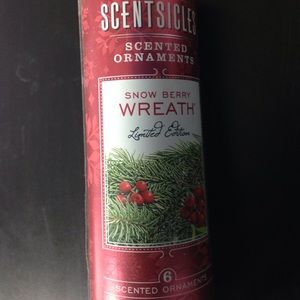 SCENTSICLES
SCENTED
ORNAMENTS
SNOW BERRY
WREATH
Limited Edition
6
SCENTED ORNAMENTS